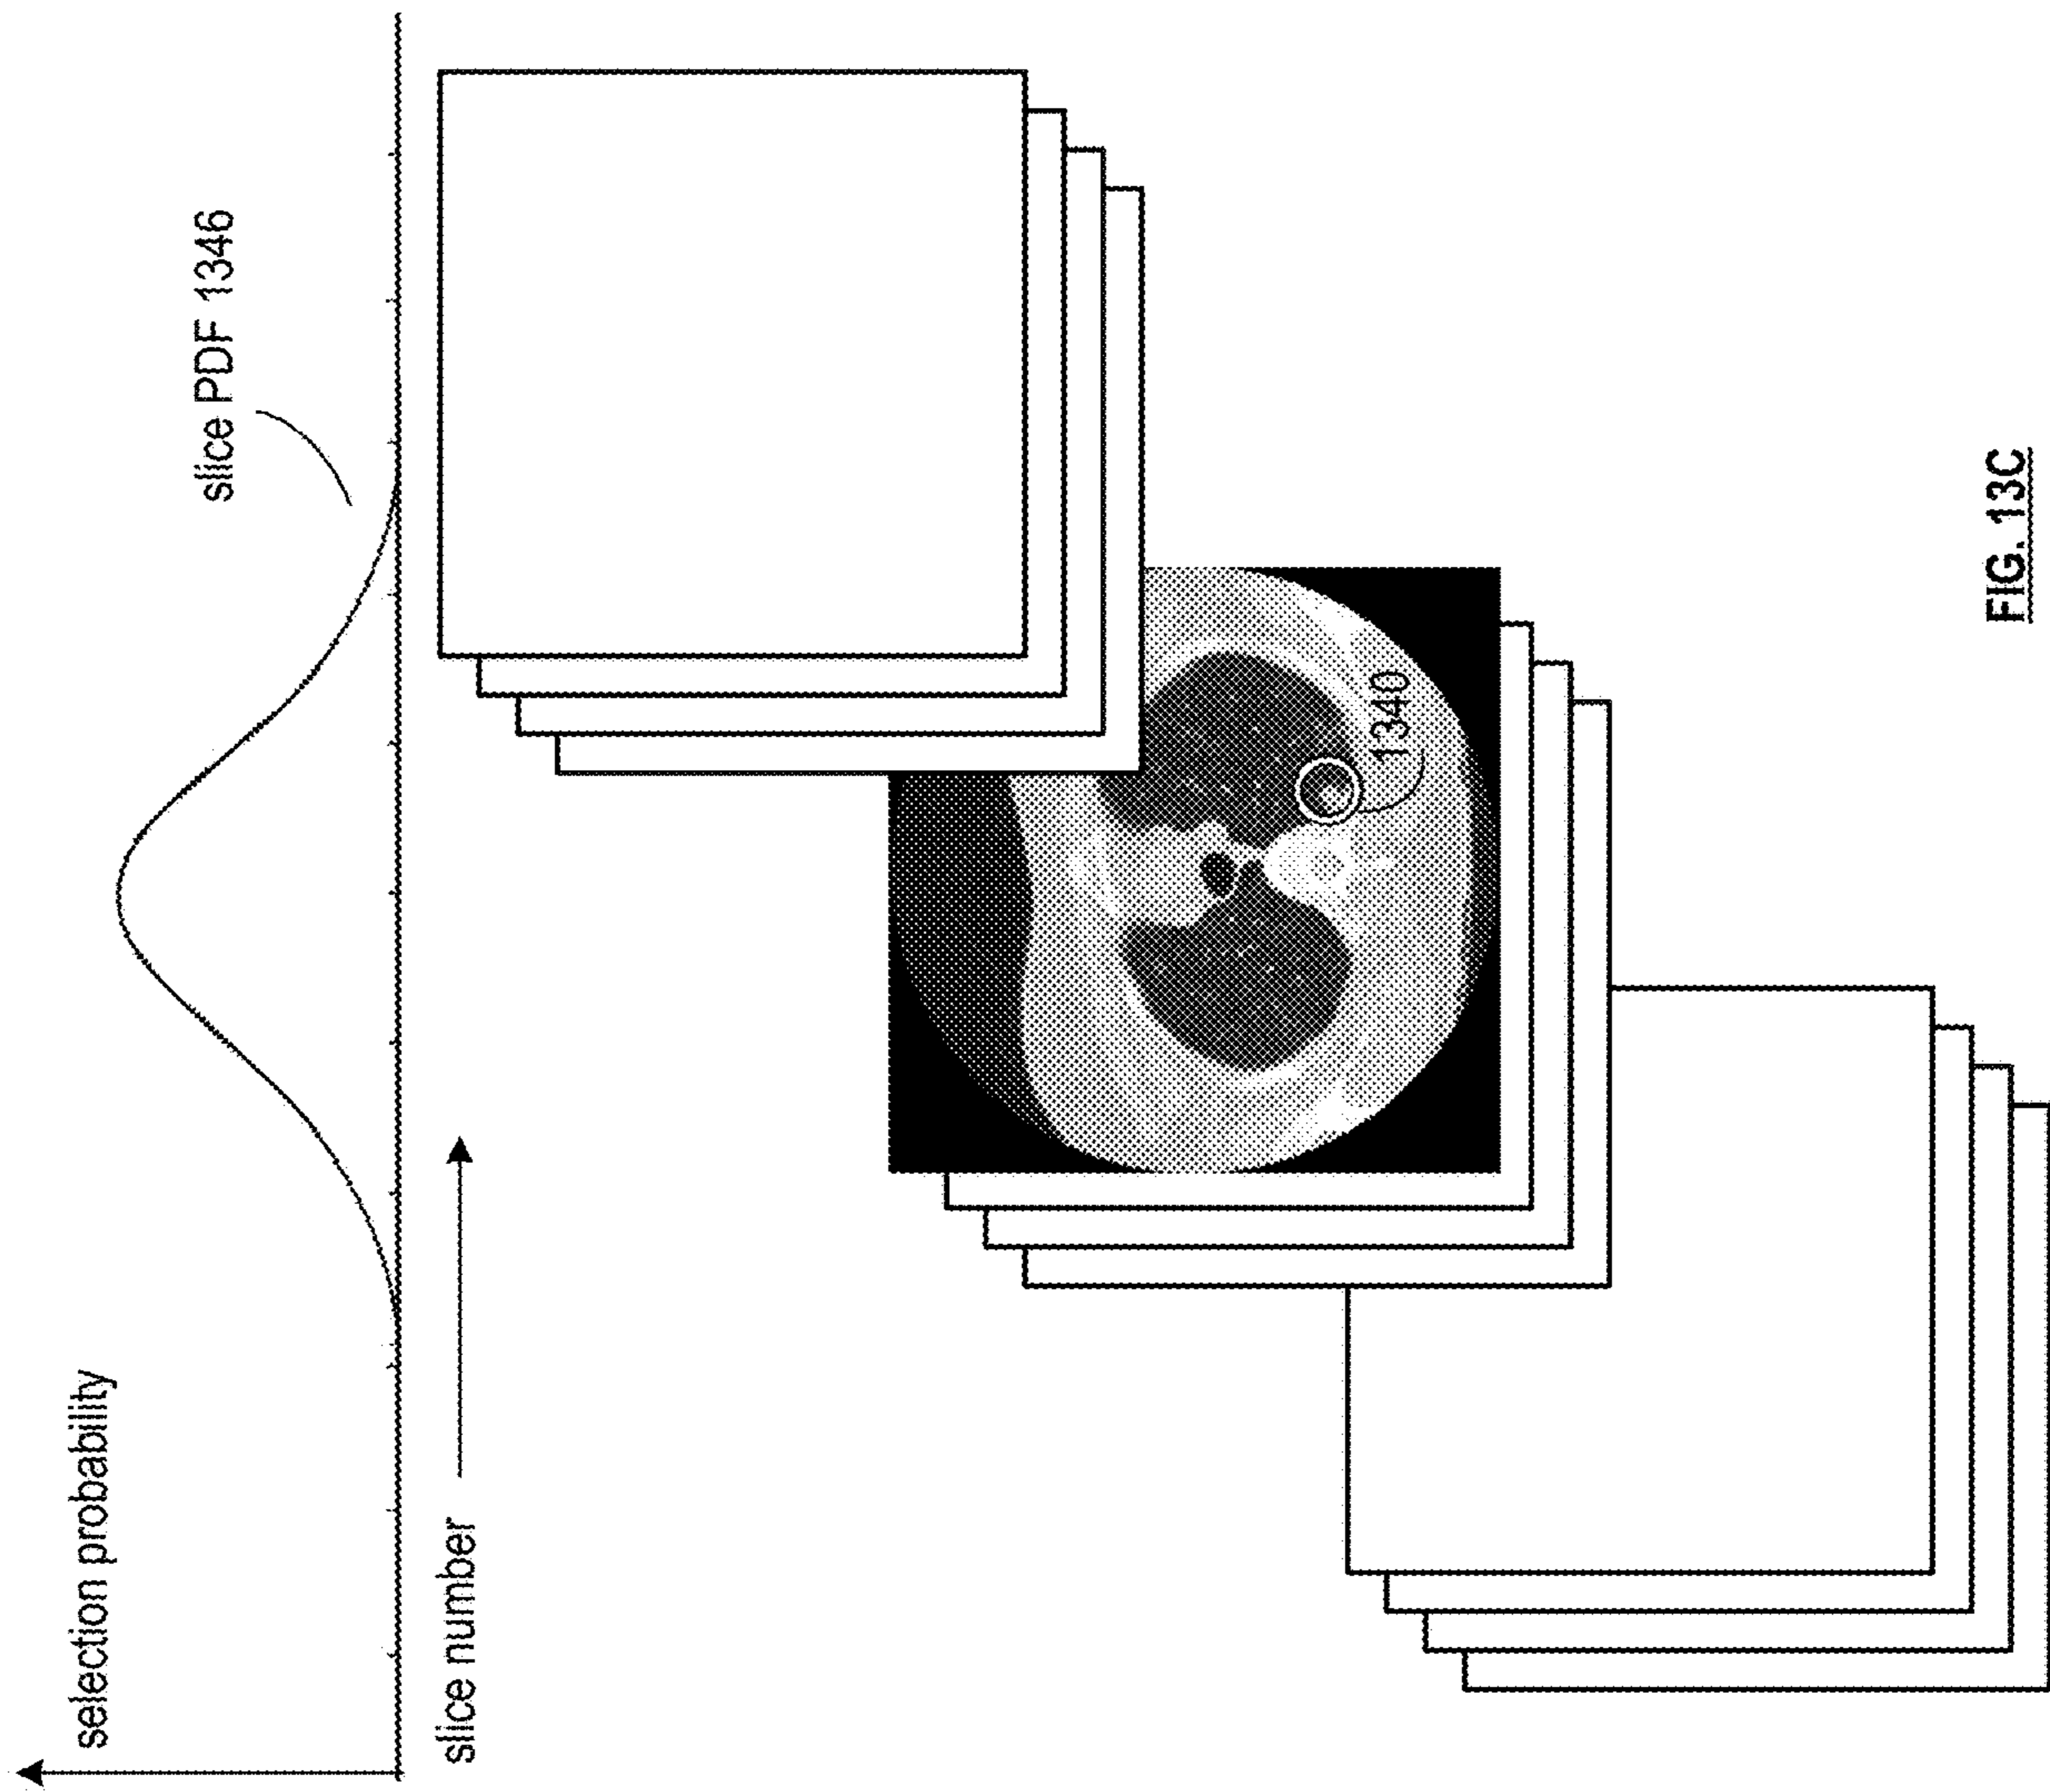 selection probability
slice PDF 1346
slice number
1340
FIG. 13C